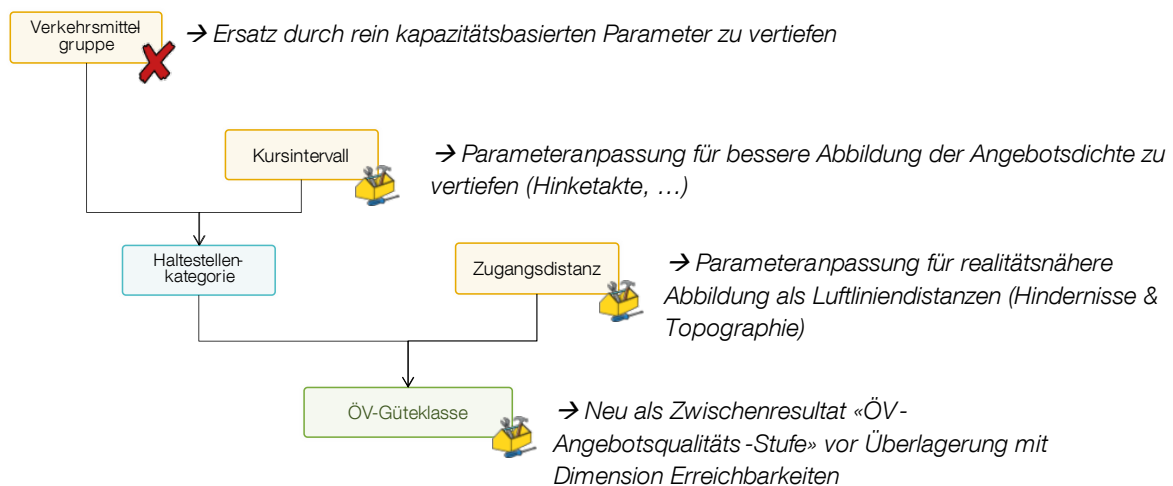 Verkehrsmittel
gruppe
→ Ersatz durch rein kapazitätsbasierten Parameter zu vertiefen
Kursintervall
→ Parameteranpassung für bessere Abbildung der Angebotsdichte zu
vertiefen (Hinketakte, …)
Haltestellen-
kategorie
Zugangsdistanz
→ Parameteranpassung für realitätsnähere
Abbildung als Luftliniendistanzen (Hindernisse &
Topographie)
ÖV-Güteklasse
→ Neu als Zwischenresultat «ÖV-
Angebotsqualitäts-Stufe» vor Überlagerung mit
Dimension Erreichbarkeiten